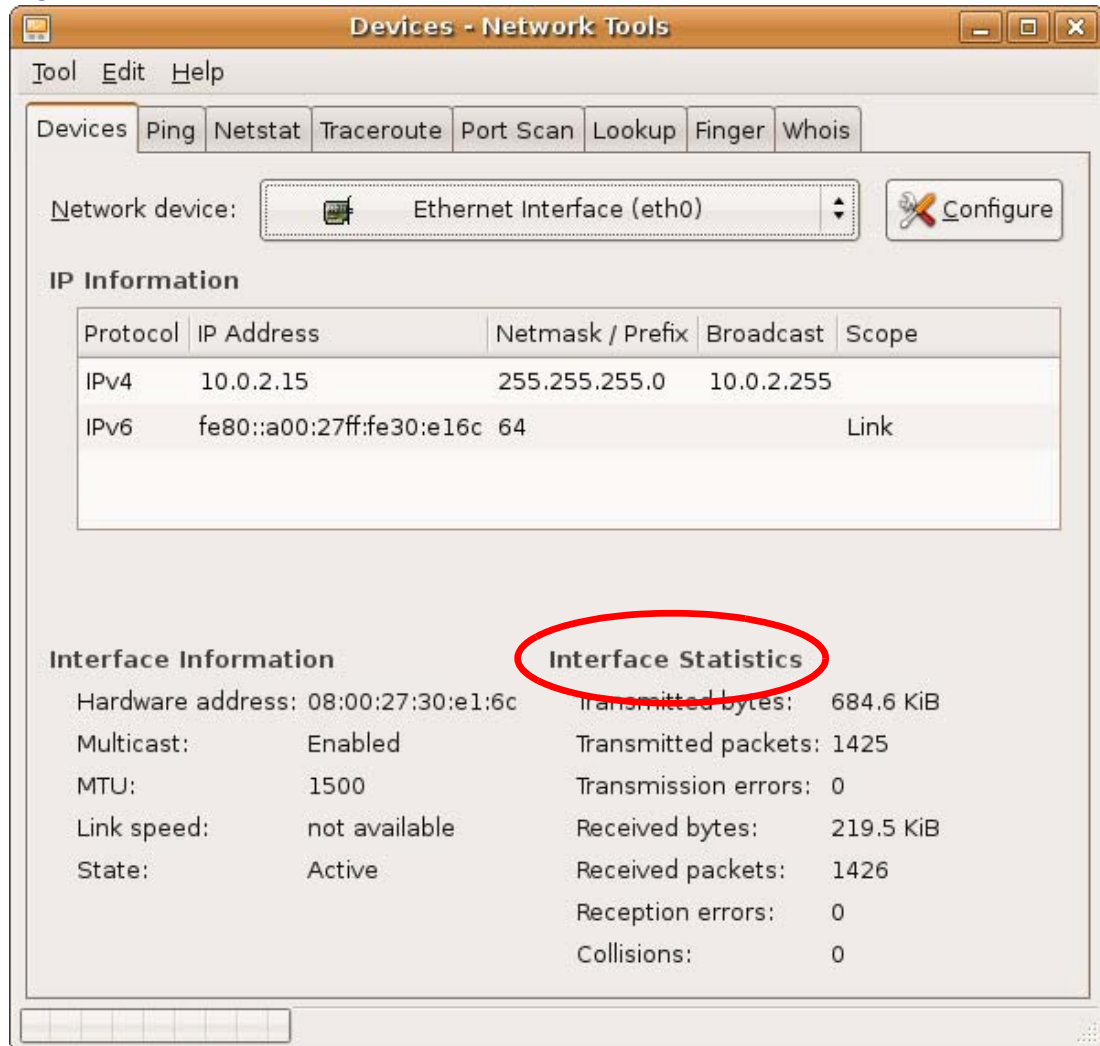 Devices - Network Tools
Tool Edit Help
Devices Ping Netstat Traceroute Port Scan Lookup Finger Whois
Network device: Ethernet Interface (eth0) Configure
IP Information
Protocol IP Address Netmask / Prefix Broadcast Scope
IPv4 10.0.2.15 255.255.255.0 10.0.2.255
IPv6 fe80::a00:27ff:fe30:e16c 64 Link
Interface Information
Hardware address: 08:00:27:30:e1:6c
Multicast: Enabled
MTU: 1500
Link speed: not available
State: Active
Interface Statistics
Transmitted bytes: 684.6 KiB
Transmitted packets: 1425
Transmission errors: 0
Received bytes: 219.5 KiB
Received packets: 1426
Reception errors: 0
Collisions: 0